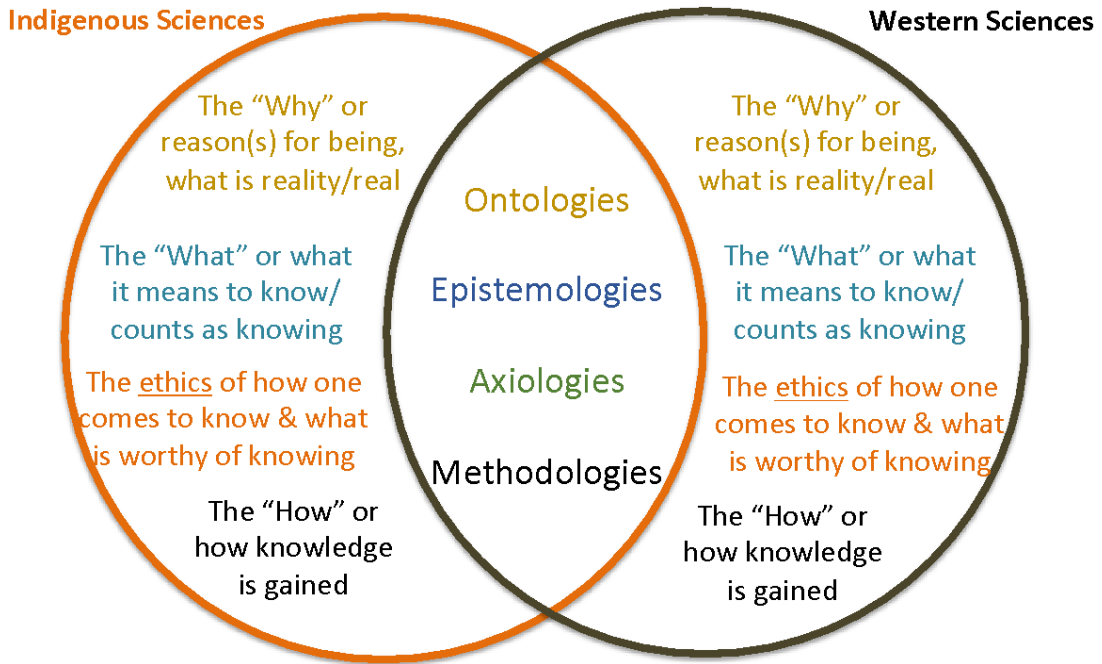 Indigenous Sciences
Western Sciences
The “Why” or
reason(s) for being,
what is reality/real
The “What” or what
it means to know/
counts as knowing
The ethics of how one
comes to know & what
is worthy of knowing
The “How” or
how knowledge
is gained
Ontologies
Epistemologies
Axiologies
Methodologies
The “Why” or
reason(s) for being,
what is reality/real
The “What” or what
it means to know/
counts as knowing
The ethics of how one
comes to know & what
is worthy of knowing
The “How” or
how knowledge
is gained